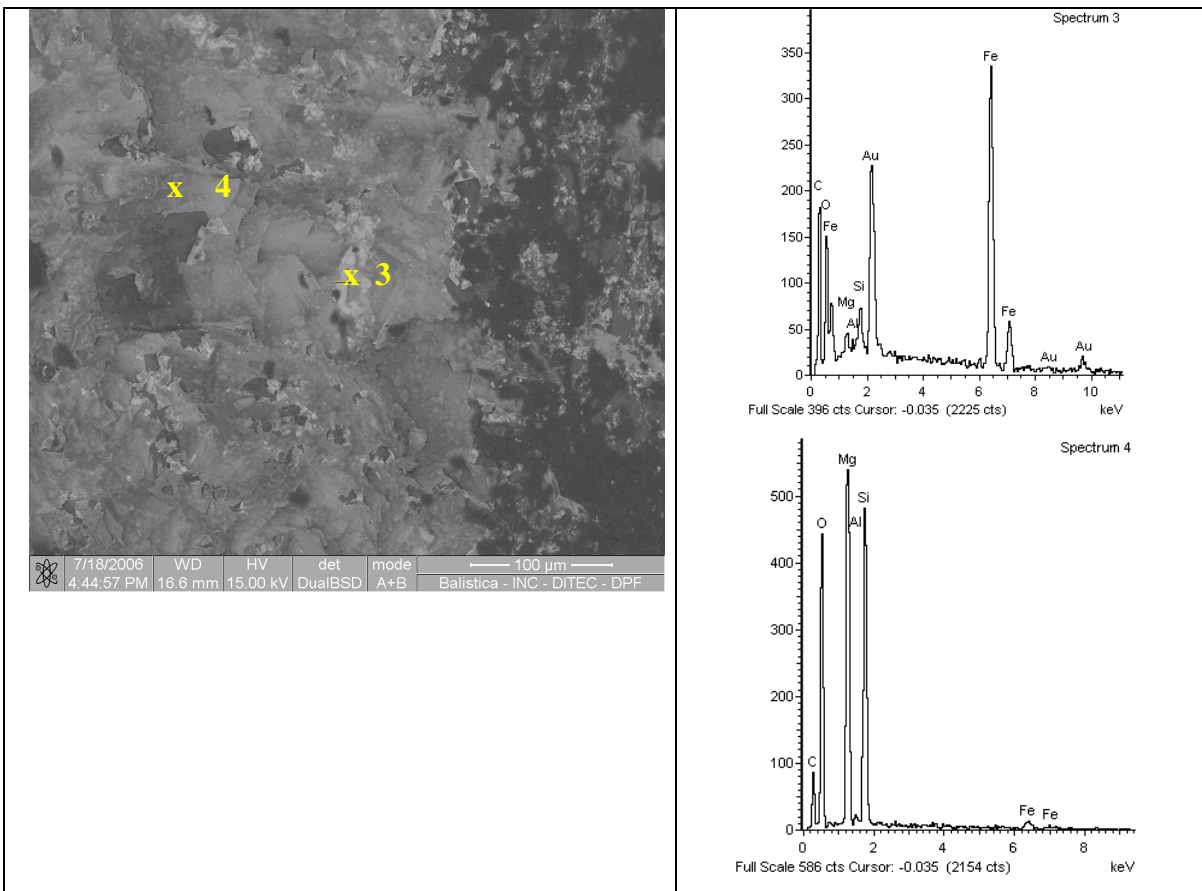 x 4
x 3
7/18/2006 WD HV det mode 100 µm
4:44:57 PM 16.6 mm 15.00 kV DualBSD A+B Balistica - INC - DITEC - DPF
Spectrum 3
350
300
250
200
150
100
50
0
C
O
Fe
Mg
Al
Si
Au
Fe
Fe
Au
Au
0 2 4 6 8 10
Full Scale 396 cts Cursor: -0.035 (2225 cts) keV
Spectrum 4
500
400
300
200
100
0
C
O
Mg
Al
Si
Fe
Fe
0 2 4 6 8
Full Scale 586 cts Cursor: -0.035 (2154 cts) keV